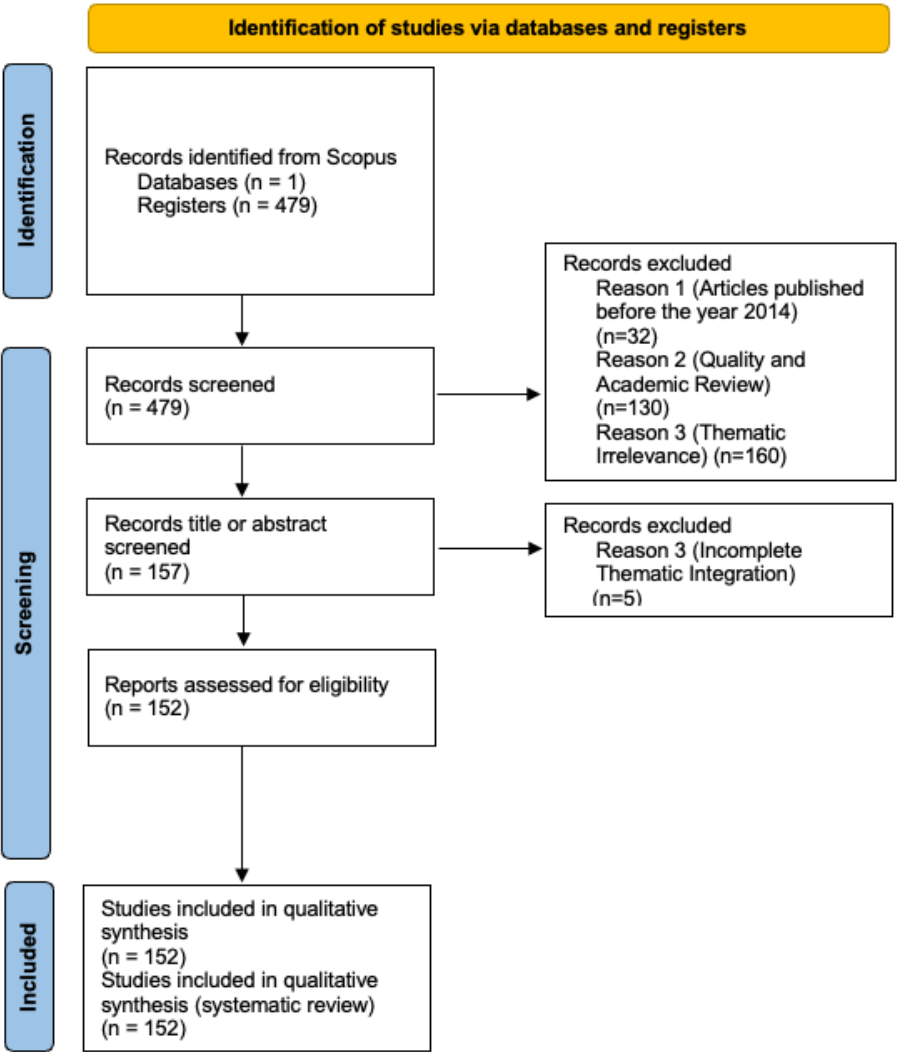 Identification of studies via databases and registers
Identification
Records identified from Scopus
Databases (n = 1)
Registers (n = 479)
Records excluded
Reason 1 (Articles published
before the year 2014)
(n=32)
Reason 2 (Quality and
Academic Review)
(n=130)
Reason 3 (Thematic
Irrelevance) (n=160)
Screening
Records screened
(n = 479)
Records title or abstract
screened
(n = 157)
Records excluded
Reason 3 (Incomplete
Thematic Integration)
(n=5)
Reports assessed for eligibility
(n = 152)
Included
Studies included in qualitative
synthesis
(n = 152)
Studies included in qualitative
synthesis (systematic review)
(n = 152)